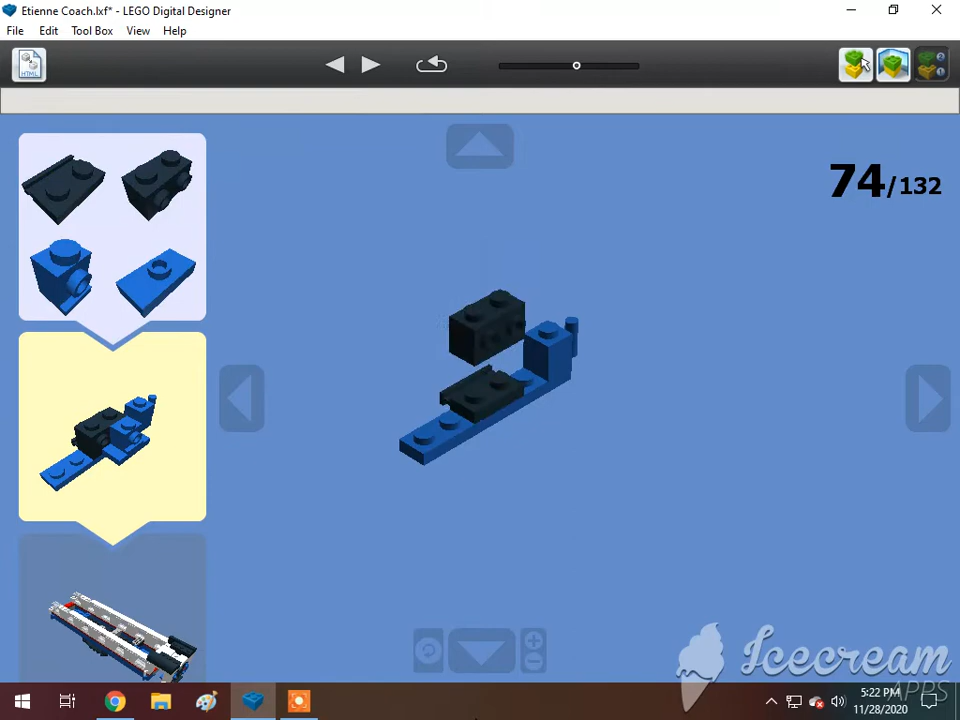 Etienne Coach.lxf* - LEGO Digital Designer
File Edit Tool Box View Help
HTML
74/132
Icecream
APPS
5:22 PM
11/28/2020